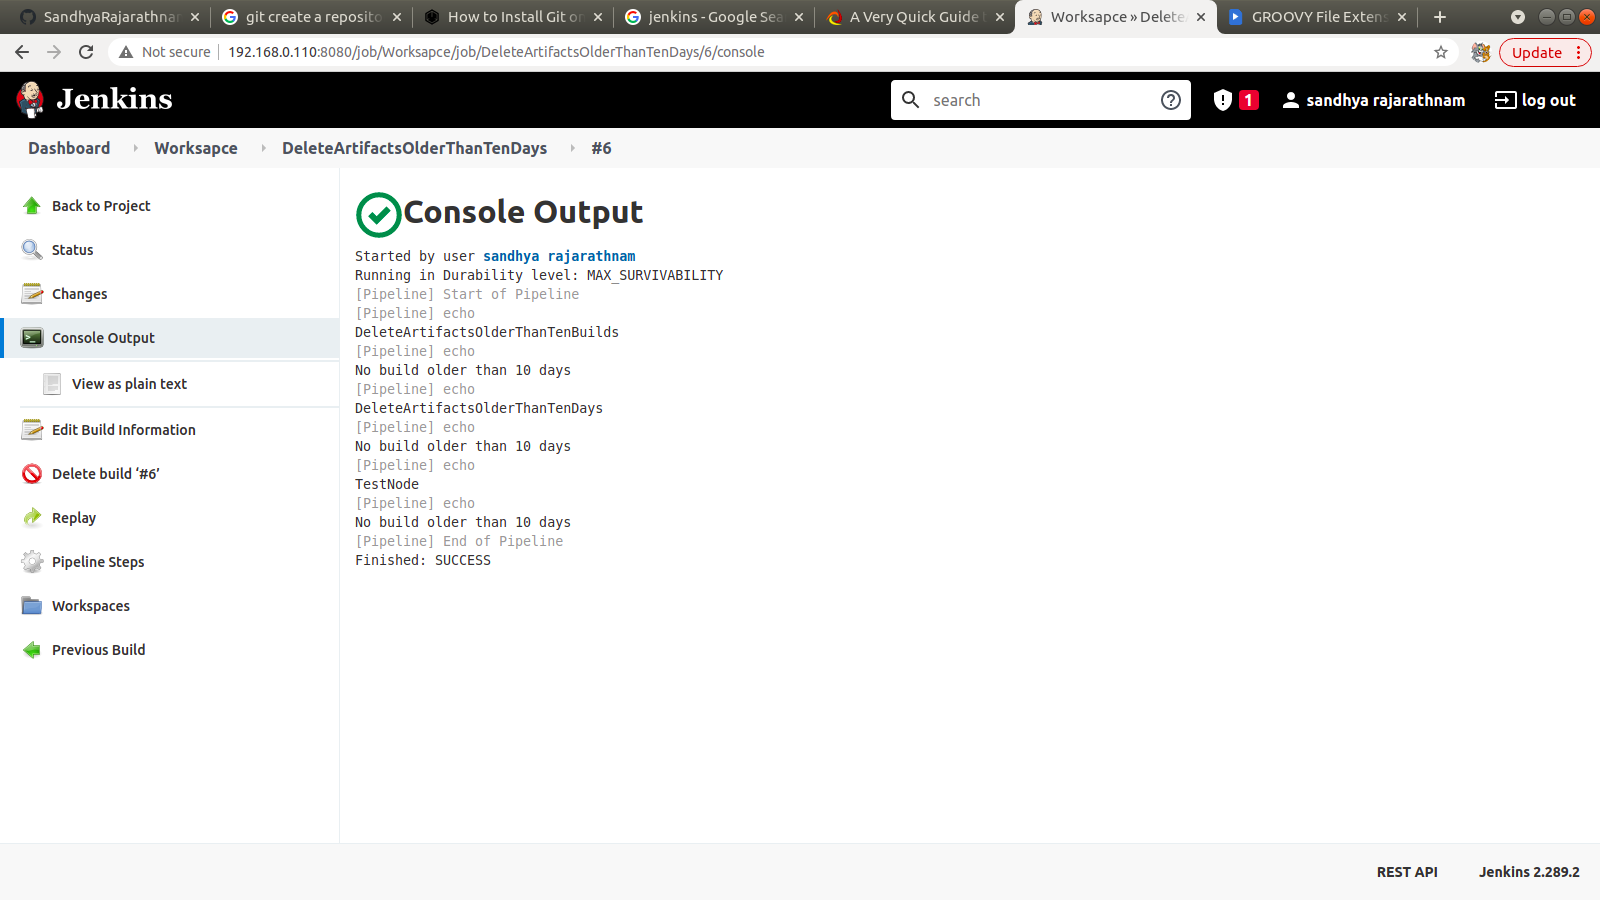 SandhyaRajarathnar
git create a reposito
How to Install Git or
jenkins - Google Sea
A Very Quick Guide t
Worksapce » Delete
GROOVY File Extens
Not secure
192.168.0.110:8080/job/Worksapce/job/DeleteArtifactsOlderThanTenDays/6/console
Update
Jenkins
search
1
sandhya rajarathnam
log out
Dashboard
Worksapce
DeleteArtifactsOlderThanTenDays
#6
Back to Project
Status
Changes
Console Output
View as plain text
Edit Build Information
Delete build ‘#6’
Replay
Pipeline Steps
Workspaces
Previous Build
Console Output
Started by user sandhya rajarathnam
Running in Durability level: MAX_SURVIVABILITY
[Pipeline] Start of Pipeline
[Pipeline] echo
DeleteArtifactsOlderThanTenBuilds
[Pipeline] echo
No build older than 10 days
[Pipeline] echo
DeleteArtifactsOlderThanTenDays
[Pipeline] echo
No build older than 10 days
[Pipeline] echo
TestNode
[Pipeline] echo
No build older than 10 days
[Pipeline] End of Pipeline
Finished: SUCCESS
REST API
Jenkins 2.289.2